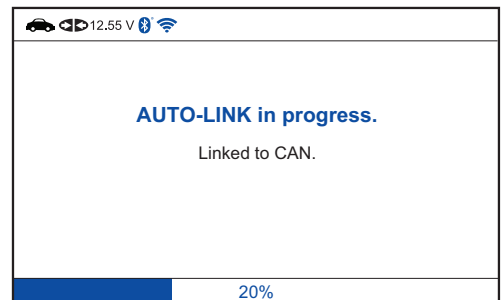 12.55 V
AUTO-LINK in progress.
Linked to CAN.
20%